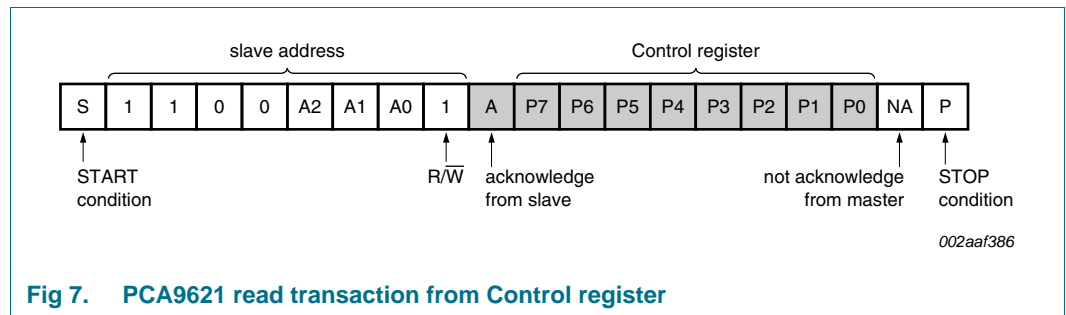 slave address Control register
S 1 1 0 0 A2 A1 A0 1 A P7 P6 P5 P4 P3 P2 P1 P0 NA P
START condition
R/W̅
acknowledge from slave
not acknowledge from master
STOP condition
002aaf386
Fig 7. PCA9621 read transaction from Control register